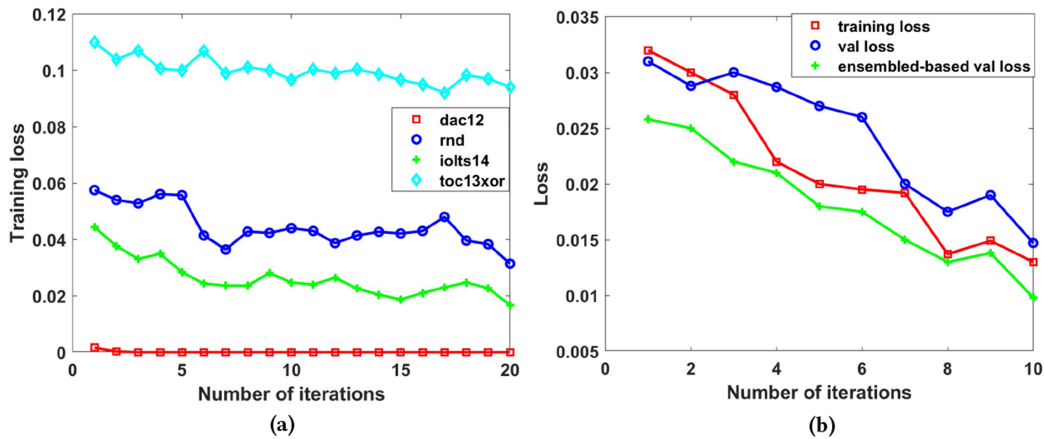 0.12
0.1
0.08
0.06
0.04
0.02
0
Training loss
dac12
rnd
iolts14
toc13xor
0 5 10 15 20
Number of iterations
(a)
0.035
0.03
0.025
0.02
0.015
0.01
0.005
Loss
training loss
val loss
ensembled-based val loss
0 2 4 6 8 10
Number of iterations
(b)